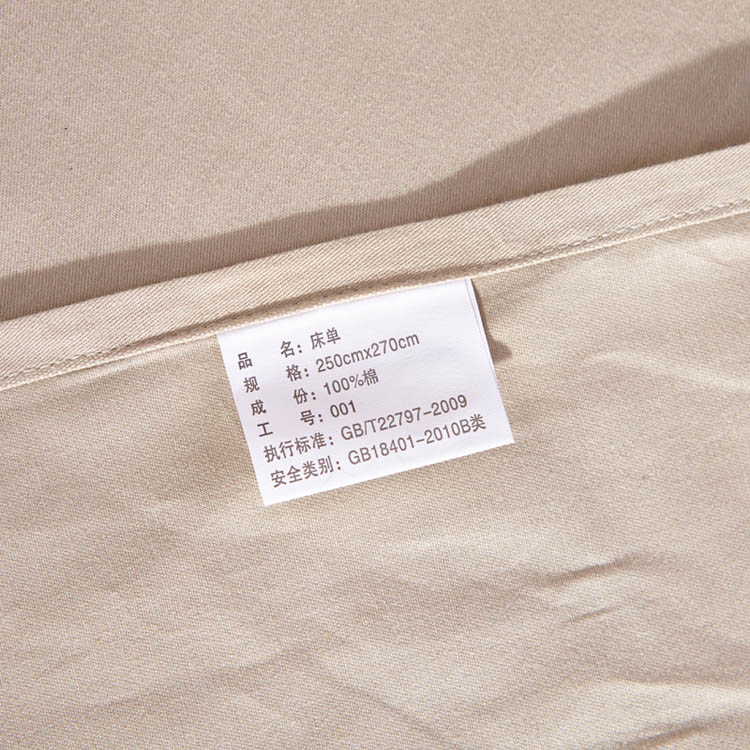 品　名：床单
规　格：250cmx270cm
成　份：100%棉
工　号：001
执行标准：GB/T22797-2009
安全类别：GB18401-2010B类